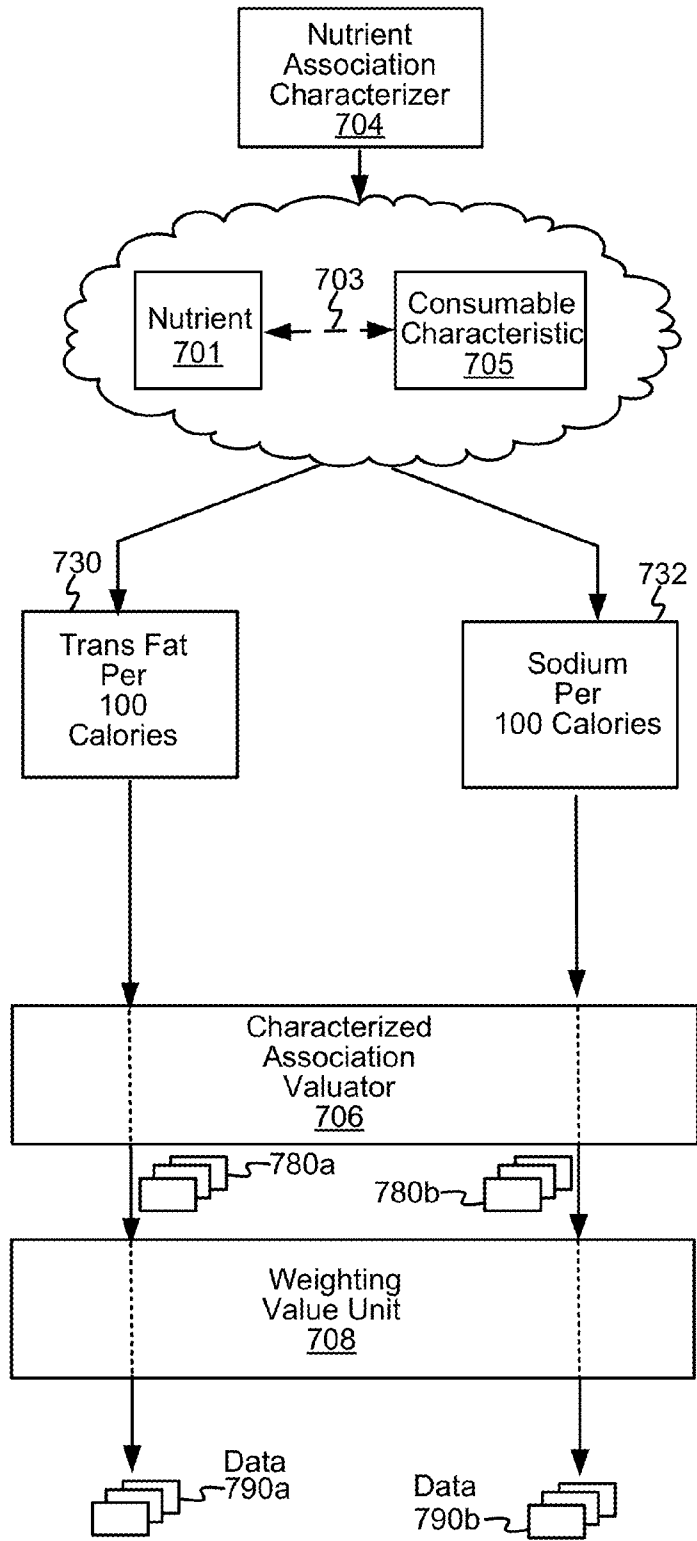 Nutrient
Association
Characterizer
704
703
Nutrient
701
Consumable
Characteristic
705
730
Trans Fat
Per
100
Calories
732
Sodium
Per
100 Calories
Characterized
Association
Valuator
706
780a
780b
Weighting
Value Unit
708
Data
790a
Data
790b